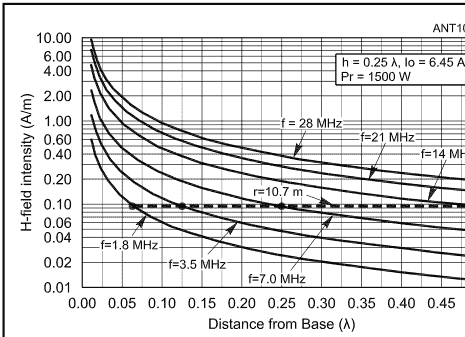 ANT10
h = 0.25 λ, Io = 6.45 A
Pr = 1500 W
10.00
6.00
4.00
2.00
1.00
0.60
0.40
0.20
0.10
0.06
0.04
0.02
0.01
H-field intensity (A/m)
f = 28 MHz
f=21 MHz
f=14 MH
r=10.7 m
f=1.8 MHz
f=3.5 MHz
f=7.0 MHz
0.00 0.05 0.10 0.15 0.20 0.25 0.30 0.35 0.40 0.45
Distance from Base (λ)